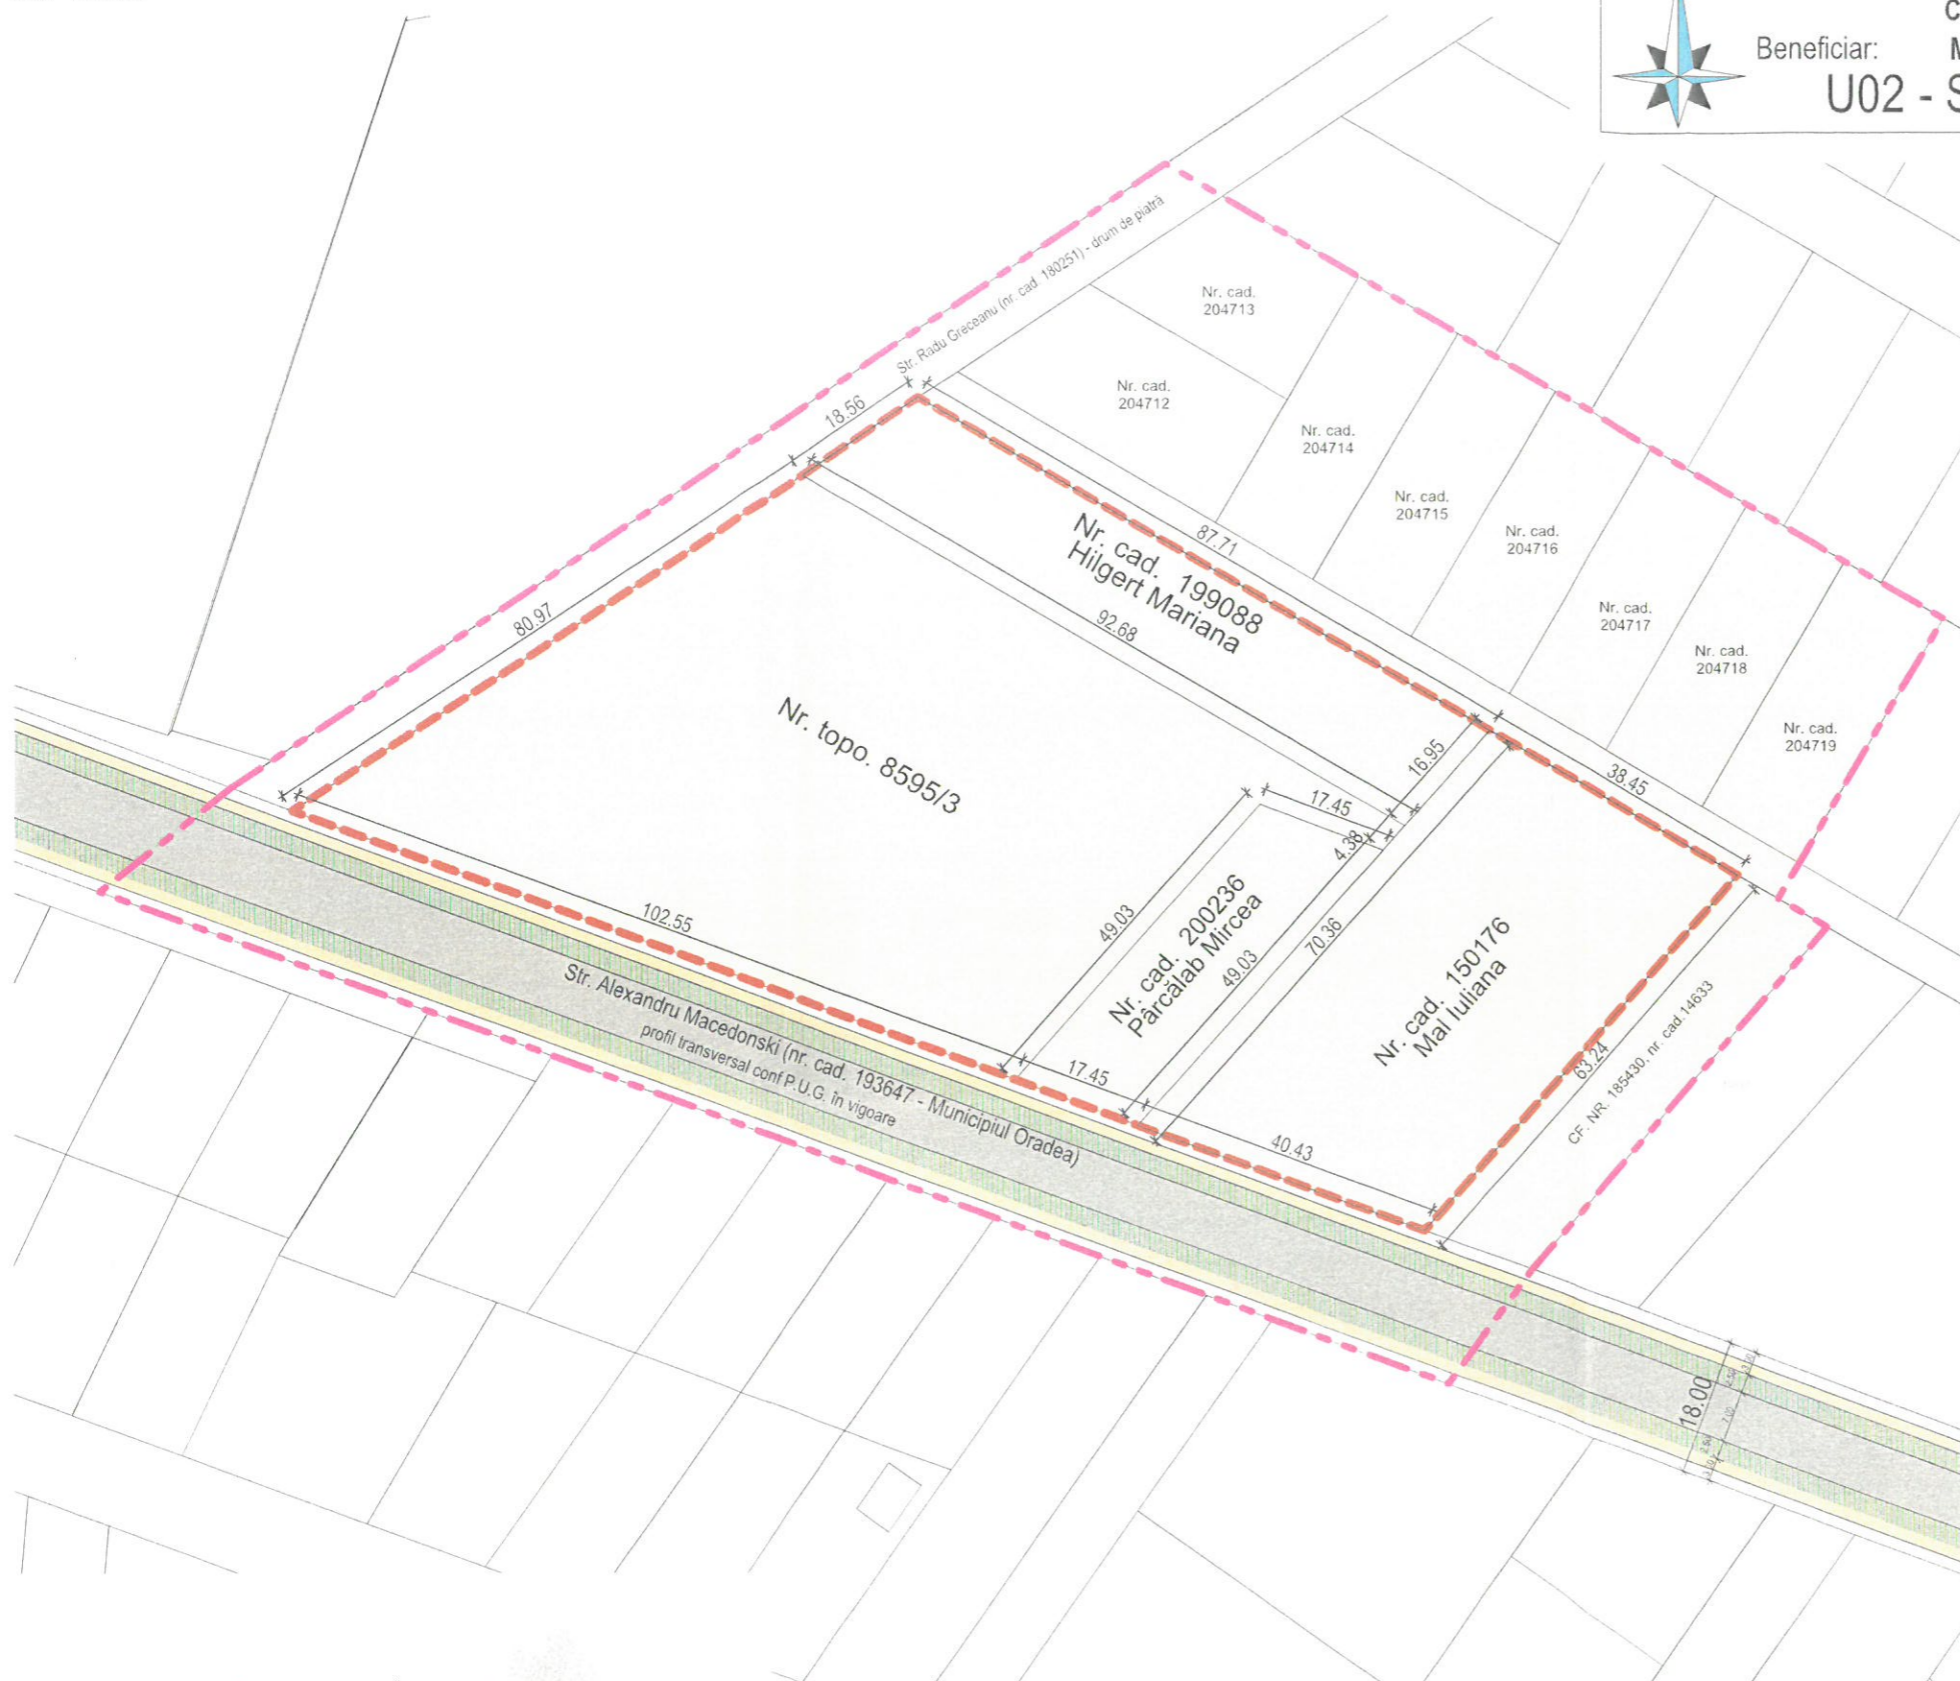 Beneficiar:
U02 - S
Str. Radu Greceanu (nr. cad. 180251) - drum de piatră
Nr. cad.
204713
Nr. cad.
204712
Nr. cad.
204714
Nr. cad.
204715
Nr. cad.
204716
Nr. cad.
204717
Nr. cad.
204718
Nr. cad.
204719
18.56
80.97
87.71
Nr. cad. 199088
Hilgert Mariana
92.68
Nr. topo. 8595/3
16.95
38.45
17.45
4.38
49.03
Nr. cad. 200236
Pârcălab Mircea
49.03
70.36
Nr. cad. 150176
Mal Iuliana
63.24
CF. NR. 185430, nr. cad.14633
102.55
17.45
40.43
Str. Alexandru Macedonski (nr. cad. 193647 - Municipiul Oradea)
profil transversal conf P.U.G. în vigoare
18.00
7.00